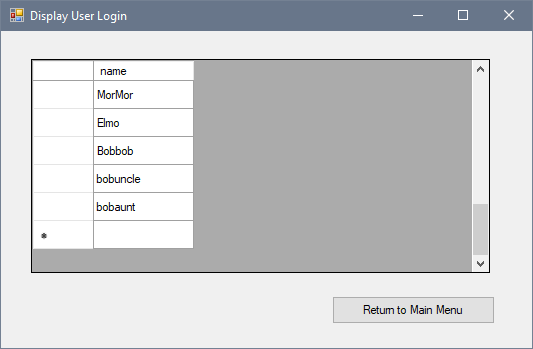 Display User Login
name
MorMor
Elmo
Bobbob
bobuncle
bobaunt
*
Return to Main Menu